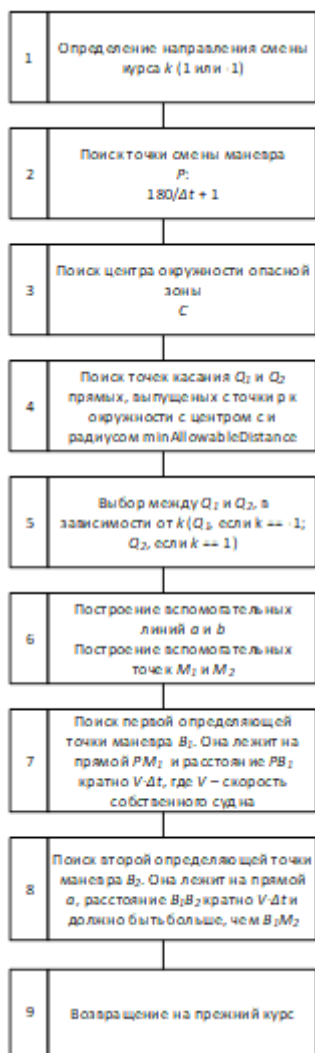 1
Определение направления смены
курса k (1 или -1)
2
Поиск точки смены маневра
P:
180/Δt + 1
3
Поиск центра окружности опасной
зоны
C
4
Поиск точек касания Q₁ и Q₂
прямых, выпущеных с точки p к
окружности с центром c и
радиусом minAllowableDistance
5
Выбор между Q₁ и Q₂, в
зависимости от k (Q₁, если k == -1;
Q₂, если k == 1)
6
Построение вспомогательных
линий a и b
Построение вспомогательных
точек M₁ и M₂
7
Поиск первой определяющей
точки маневра B₁. Она лежит на
прямой PM₁ и расстояние PB₁
кратно V·Δt, где V – скорость
собственного судна
8
Поиск второй определяющей точки
маневра B₂. Она лежит на прямой
a, расстояние B₁B₂ кратно V·Δt и
должно быть больше, чем B₁M₂
9
Возвращение на прежний курс